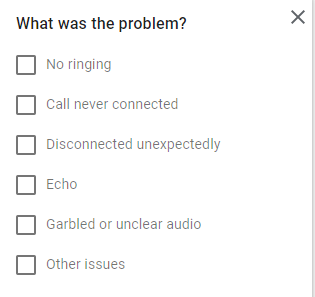 What was the problem?
No ringing
Call never connected
Disconnected unexpectedly
Echo
Garbled or unclear audio
Other issues